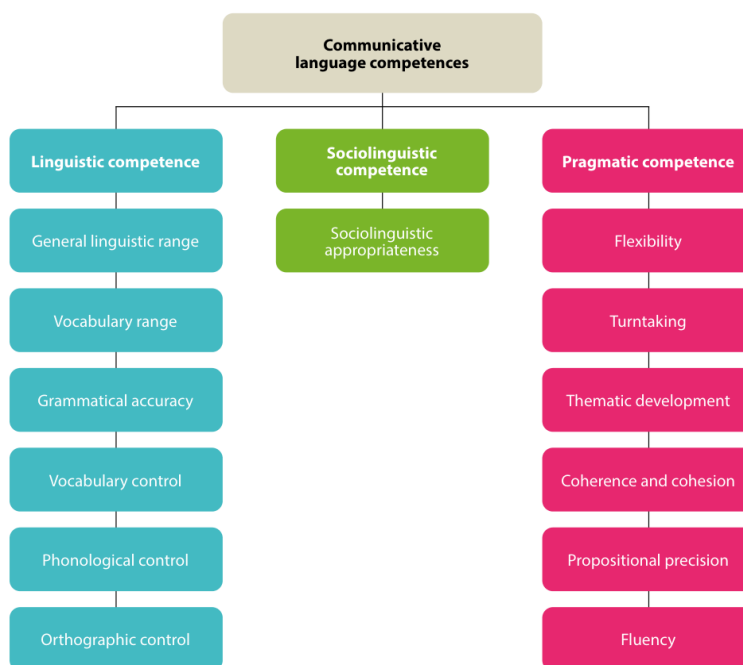 Communicative
language competences
Linguistic competence
General linguistic range
Vocabulary range
Grammatical accuracy
Vocabulary control
Phonological control
Orthographic control
Sociolinguistic
competence
Sociolinguistic
appropriateness
Pragmatic competence
Flexibility
Turntaking
Thematic development
Coherence and cohesion
Propositional precision
Fluency